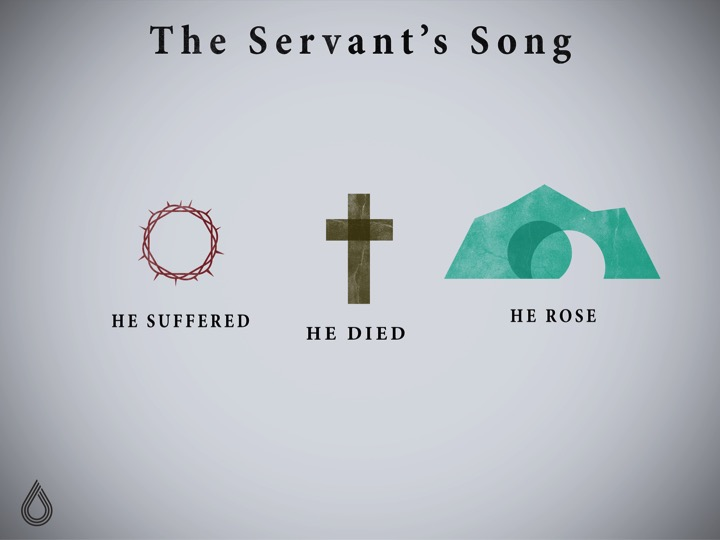 The Servant’s Song
HE SUFFERED
HE DIED
HE ROSE